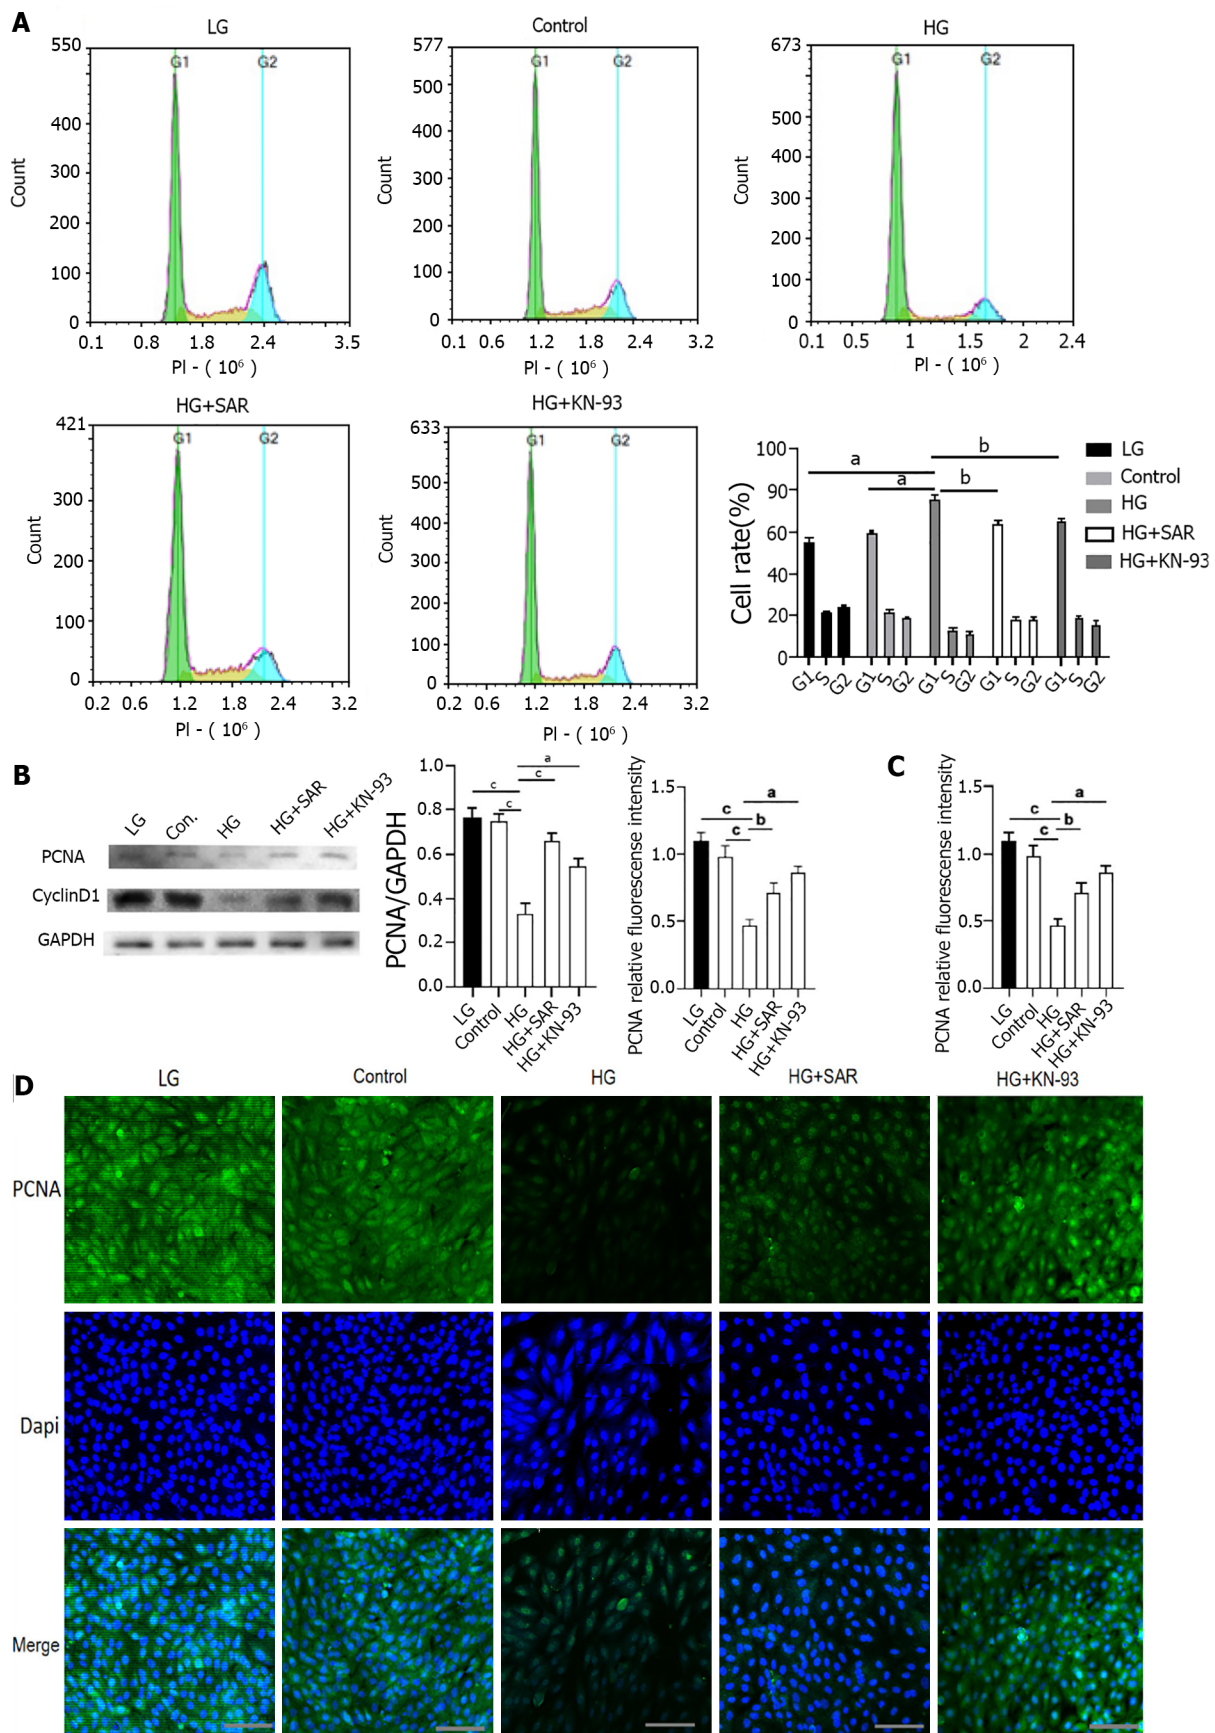 A
LG
550
G1
G2
400
300
200
100
0
Count
0.1 0.8 1.8 2.4 3.5
PI - ( 10⁶ )
Control
577
G1
G2
500
400
300
200
100
0
Count
0.1 0.6 1.2 1.8 2.4 3.2
PI - ( 10⁶ )
HG
673
G1
G2
500
400
300
200
100
0
Count
0.1 0.5 1 1.5 2 2.4
PI - ( 10⁶ )
HG+SAR
421
G1
G2
300
200
100
0
Count
0.2 0.6 1.2 1.8 2.4 3.2
PI - ( 10⁶ )
HG+KN-93
633
G1
G2
500
400
300
200
100
0
Count
0.2 0.6 1.2 1.8 2.4 3.2
PI - ( 10⁶ )
100
90
60
40
20
0
Cell rate(%)
a
a
b
b
G1 S G2 G1 S G2 G1 S G2 G1 S G2 G1 S G2
LG
Control
HG
HG+SAR
HG+KN-93
B
LG Con. HG HG+SAR HG+KN-93
PCNA
CyclinD1
GAPDH
1.0
0.8
0.6
0.4
0.2
0.0
PCNA/GAPDH
a
c
c
c
LG Control HG HG+SAR HG+KN-93
1.5
1.0
0.5
0.0
PCNA relative fluorescense intensity
a
c
c b
LG Control HG HG+SAR HG+KN-93
C
1.5
1.0
0.5
0.0
PCNA relative fluorescense intensity
a
c
c b
LG Control HG HG+SAR HG+KN-93
D
LG Control HG HG+SAR HG+KN-93
PCNA
Dapi
Merge